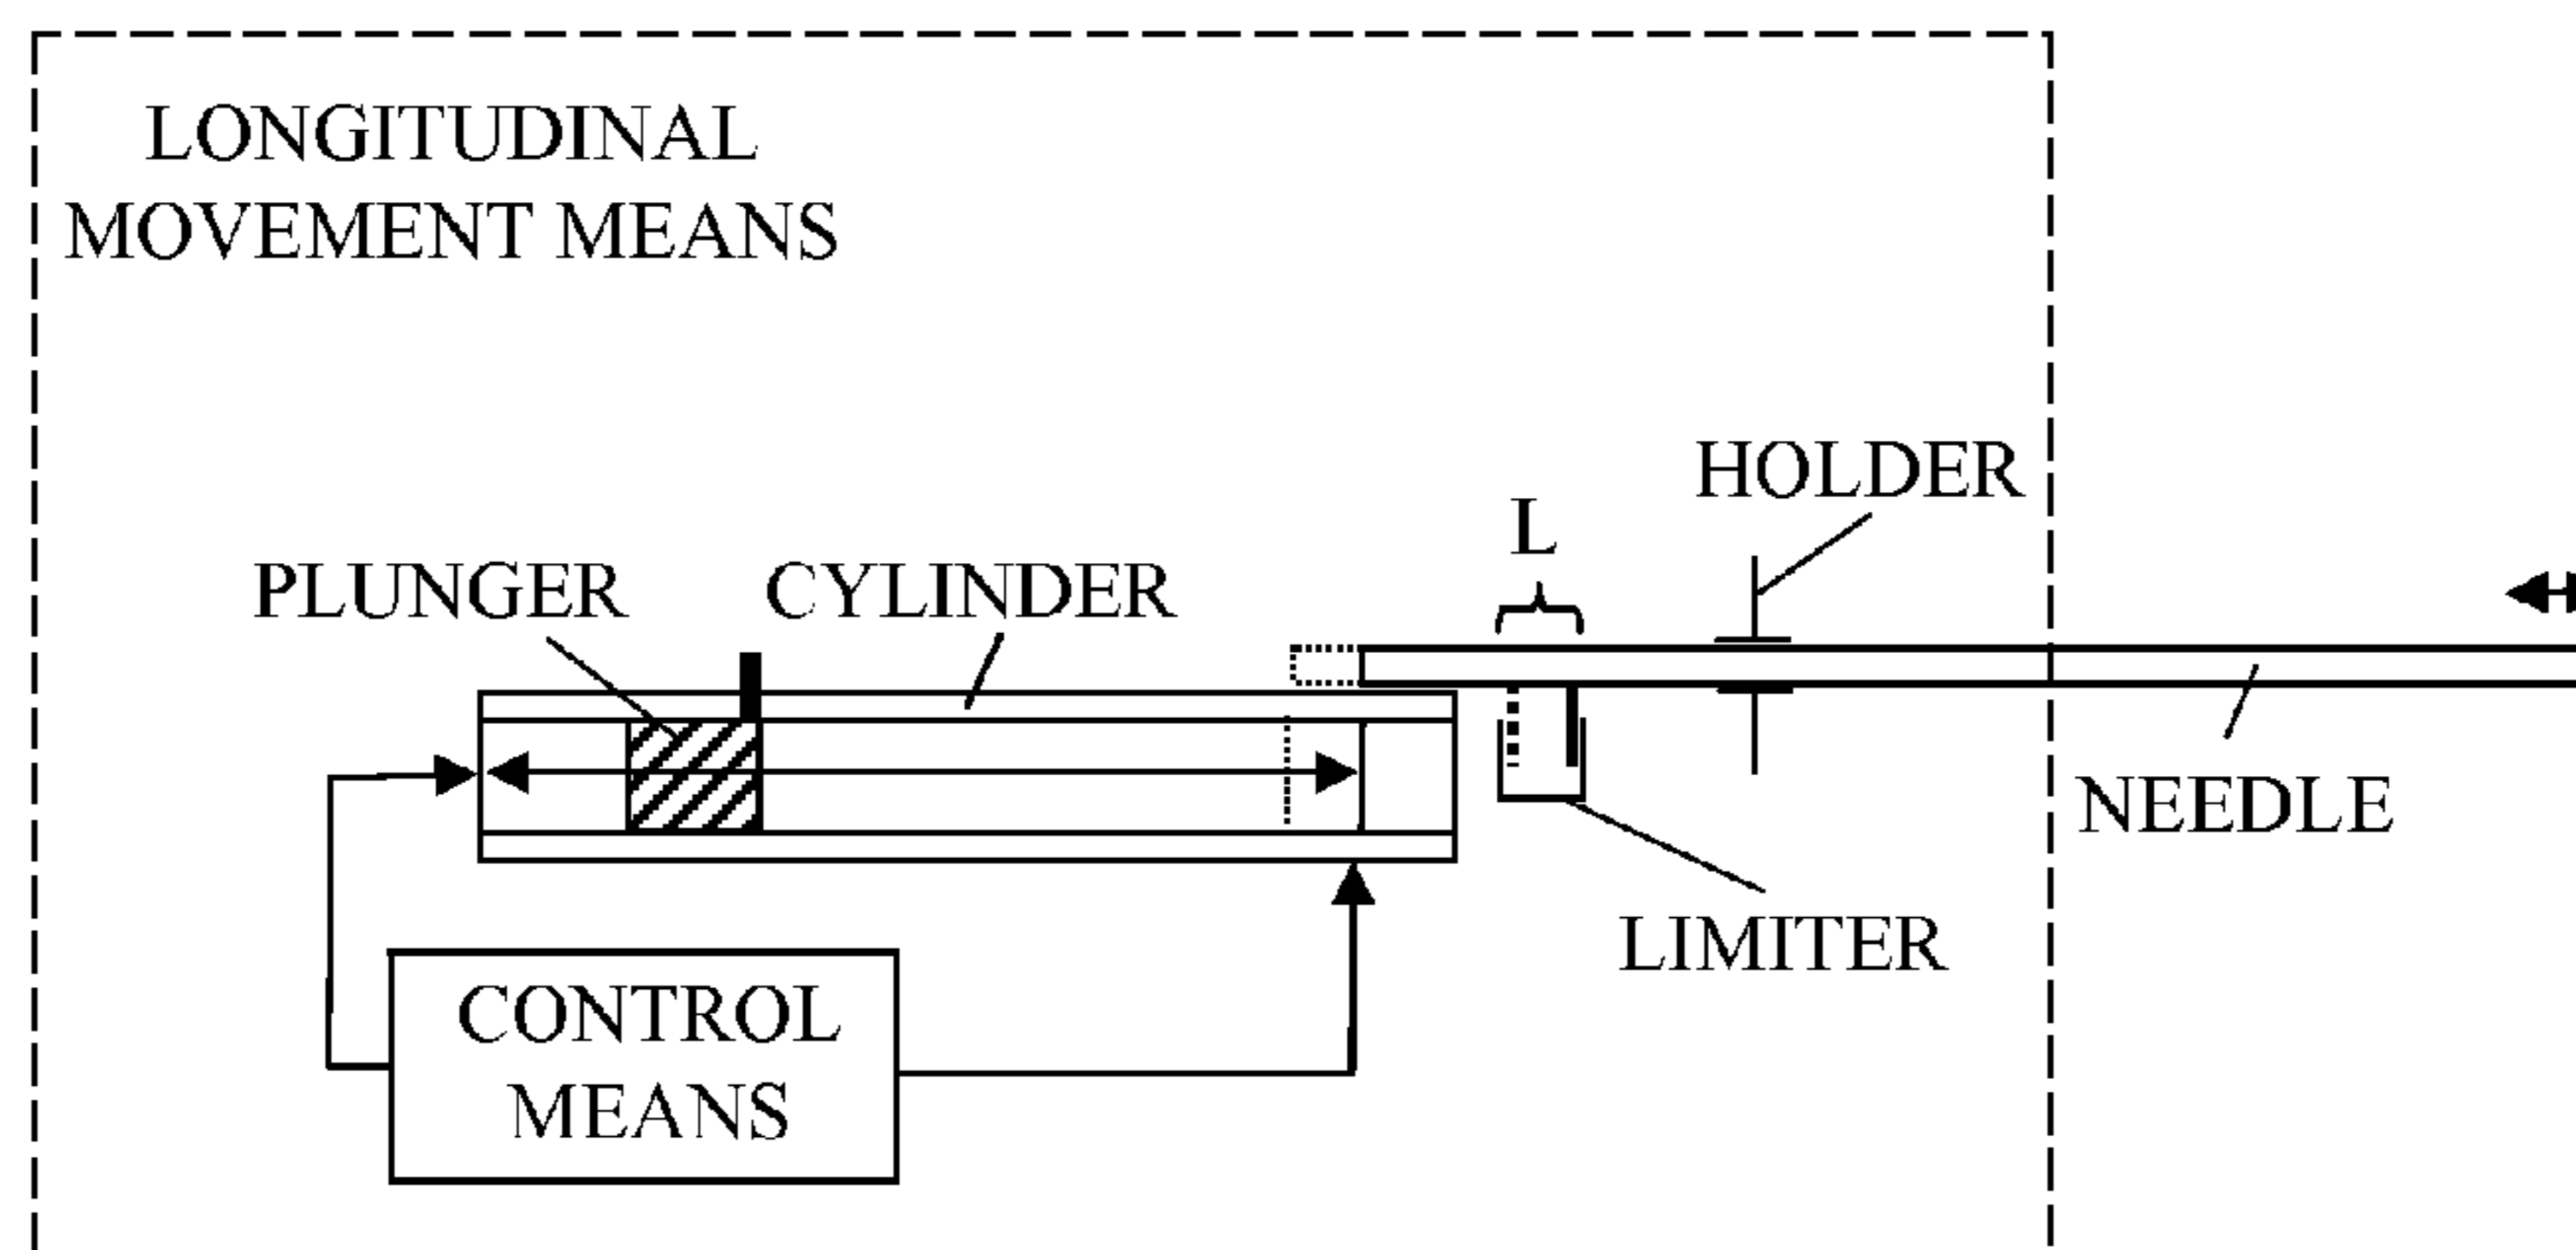 LONGITUDINAL
MOVEMENT MEANS
HOLDER
L
PLUNGER
CYLINDER
NEEDLE
LIMITER
CONTROL
MEANS